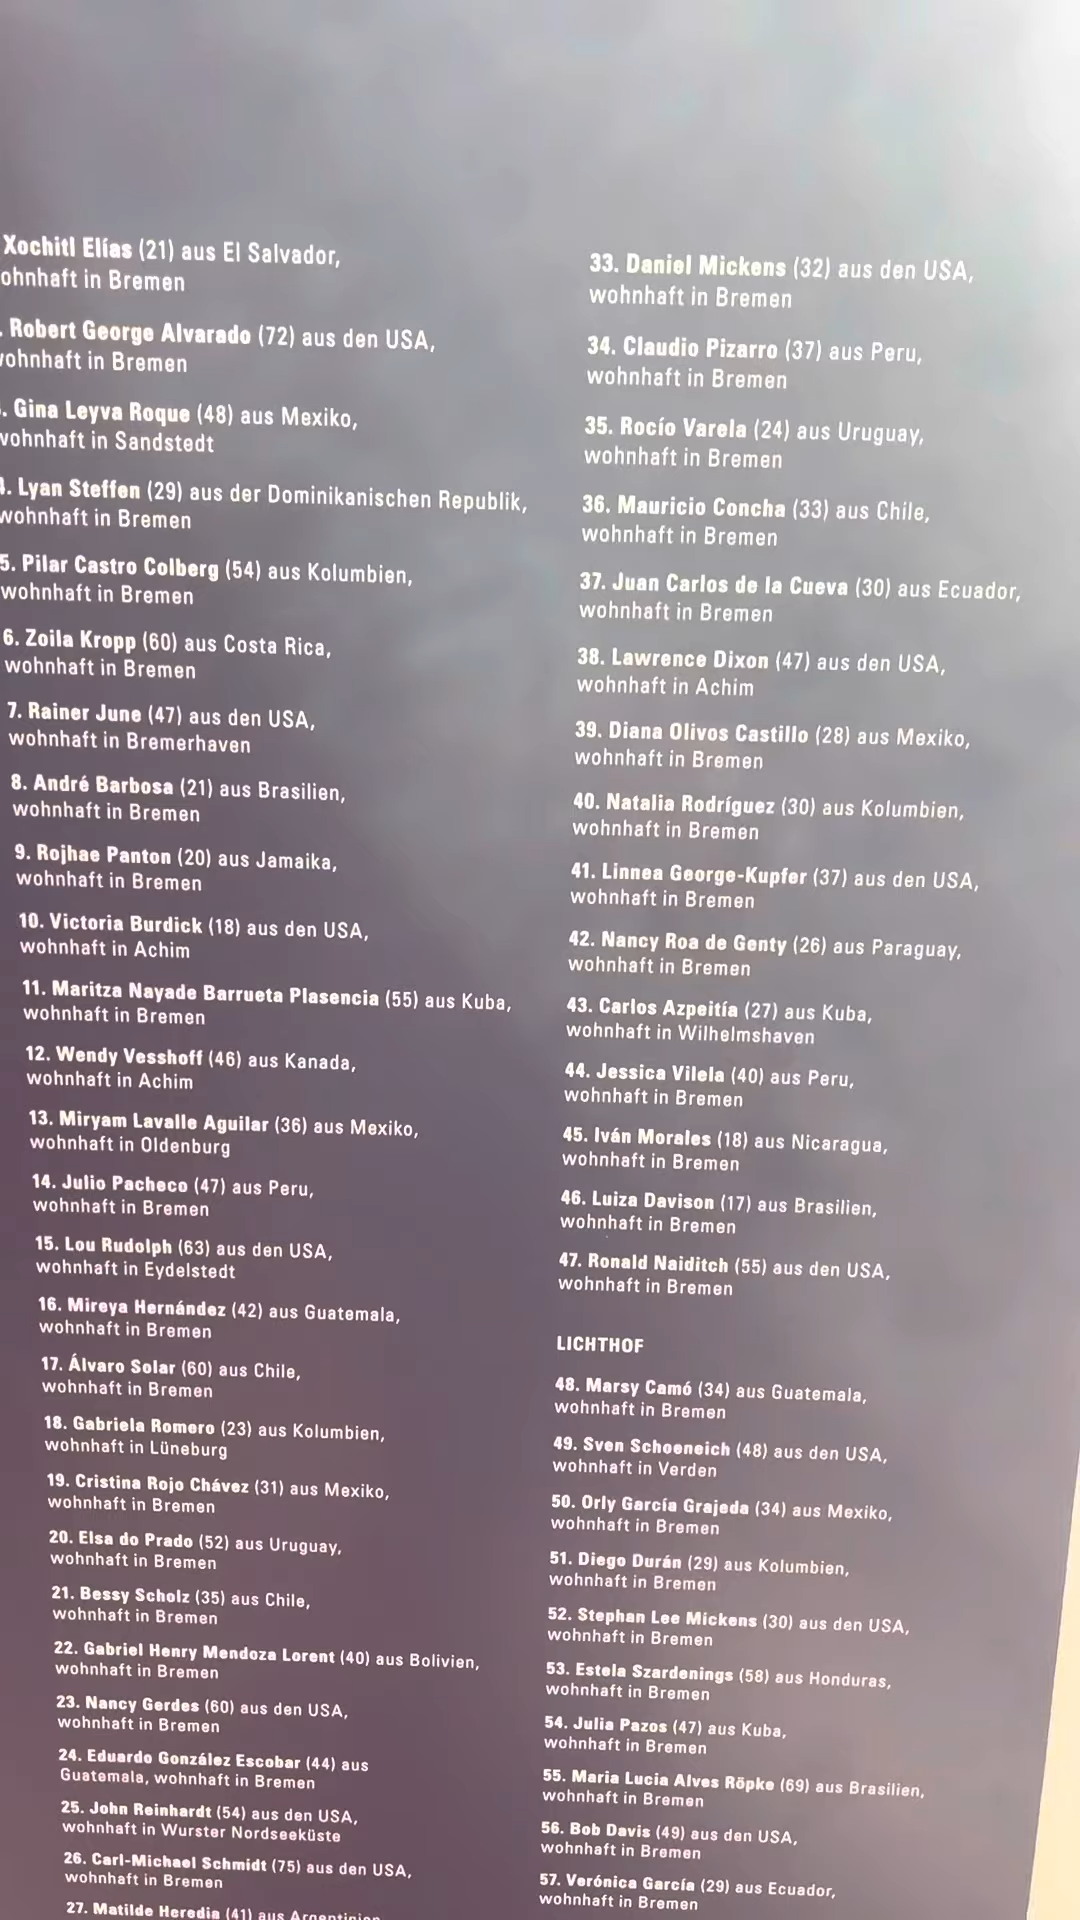 Xochitl Elías (21) aus El Salvador,
ohnhaft in Bremen
. Robert George Alvarado (72) aus den USA,
wohnhaft in Bremen
. Gina Leyva Roque (48) aus Mexiko,
wohnhaft in Sandstedt
4. Lyan Steffen (29) aus der Dominikanischen Republik,
wohnhaft in Bremen
5. Pilar Castro Colberg (54) aus Kolumbien,
wohnhaft in Bremen
6. Zoila Kropp (60) aus Costa Rica,
wohnhaft in Bremen
7. Rainer June (47) aus den USA,
wohnhaft in Bremerhaven
8. André Barbosa (21) aus Brasilien,
wohnhaft in Bremen
9. Rojhae Panton (20) aus Jamaika,
wohnhaft in Bremen
10. Victoria Burdick (18) aus den USA,
wohnhaft in Achim
11. Maritza Nayade Barrueta Plasencia (55) aus Kuba,
wohnhaft in Bremen
12. Wendy Vesshoff (46) aus Kanada,
wohnhaft in Achim
13. Miryam Lavalle Aguilar (36) aus Mexiko,
wohnhaft in Oldenburg
14. Julio Pacheco (47) aus Peru,
wohnhaft in Bremen
15. Lou Rudolph (63) aus den USA,
wohnhaft in Eydelstedt
16. Mireya Hernández (42) aus Guatemala,
wohnhaft in Bremen
17. Álvaro Solar (60) aus Chile,
wohnhaft in Bremen
18. Gabriela Romero (23) aus Kolumbien,
wohnhaft in Lüneburg
19. Cristina Rojo Chávez (31) aus Mexiko,
wohnhaft in Bremen
20. Elsa do Prado (52) aus Uruguay,
wohnhaft in Bremen
21. Bessy Scholz (35) aus Chile,
wohnhaft in Bremen
22. Gabriel Henry Mendoza Lorent (40) aus Bolivien,
wohnhaft in Bremen
23. Nancy Gerdes (60) aus den USA,
wohnhaft in Bremen
24. Eduardo González Escobar (44) aus
Guatemala, wohnhaft in Bremen
25. John Reinhardt (54) aus den USA,
wohnhaft in Wurster Nordseeküste
26. Carl-Michael Schmidt (75) aus den USA,
wohnhaft in Bremen
27. Matilde Heredia (41) aus Argentinien,
33. Daniel Mickens (32) aus den USA,
wohnhaft in Bremen
34. Claudio Pizarro (37) aus Peru,
wohnhaft in Bremen
35. Rocío Varela (24) aus Uruguay,
wohnhaft in Bremen
36. Mauricio Concha (33) aus Chile,
wohnhaft in Bremen
37. Juan Carlos de la Cueva (30) aus Ecuador,
wohnhaft in Bremen
38. Lawrence Dixon (47) aus den USA,
wohnhaft in Achim
39. Diana Olivos Castillo (28) aus Mexiko,
wohnhaft in Bremen
40. Natalia Rodríguez (30) aus Kolumbien,
wohnhaft in Bremen
41. Linnea George-Kupfer (37) aus den USA,
wohnhaft in Bremen
42. Nancy Roa de Genty (26) aus Paraguay,
wohnhaft in Bremen
43. Carlos Azpeitía (27) aus Kuba,
wohnhaft in Wilhelmshaven
44. Jessica Vilela (40) aus Peru,
wohnhaft in Bremen
45. Iván Morales (18) aus Nicaragua,
wohnhaft in Bremen
46. Luiza Davison (17) aus Brasilien,
wohnhaft in Bremen
47. Ronald Naiditch (55) aus den USA,
wohnhaft in Bremen
LICHTHOF
48. Marsy Camó (34) aus Guatemala,
wohnhaft in Bremen
49. Sven Schoeneich (48) aus den USA,
wohnhaft in Verden
50. Orly García Grajeda (34) aus Mexiko,
wohnhaft in Bremen
51. Diego Durán (29) aus Kolumbien,
wohnhaft in Bremen
52. Stephan Lee Mickens (30) aus den USA,
wohnhaft in Bremen
53. Estela Szardenings (58) aus Honduras,
wohnhaft in Bremen
54. Julia Pazos (47) aus Kuba,
wohnhaft in Bremen
55. Maria Lucia Alves Röpke (69) aus Brasilien,
wohnhaft in Bremen
56. Bob Davis (49) aus den USA,
wohnhaft in Bremen
57. Verónica García (29) aus Ecuador,
wohnhaft in Bremen